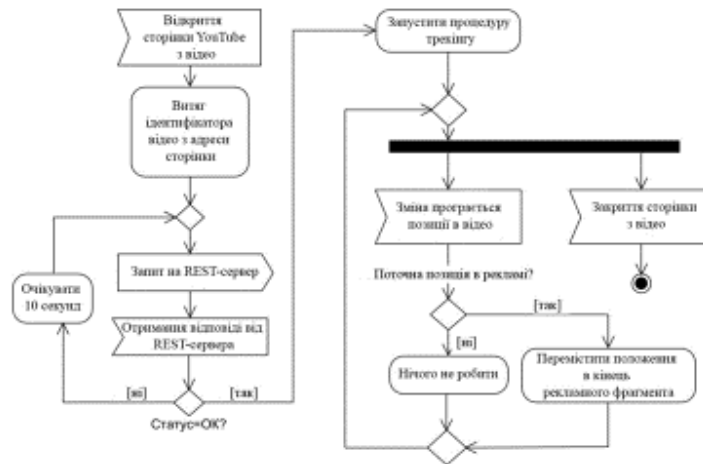 Відкриття
сторінки YouTube
з відео
Витяг
ідентифікатора
відео з адреси
сторінки
Запит на REST-сервер
Очікувати
10 секунд
Отримання відповіді від
REST-сервера
[ні]
[так]
Статус=ОК?
Запустити процедуру
трекінгу
Зміна програється
позиції в відео
Закриття сторінки
з відео
Поточна позиція в рекламі?
[так]
[ні]
Нічого не робити
Перемістити положення
в кінець
рекламного фрагмента